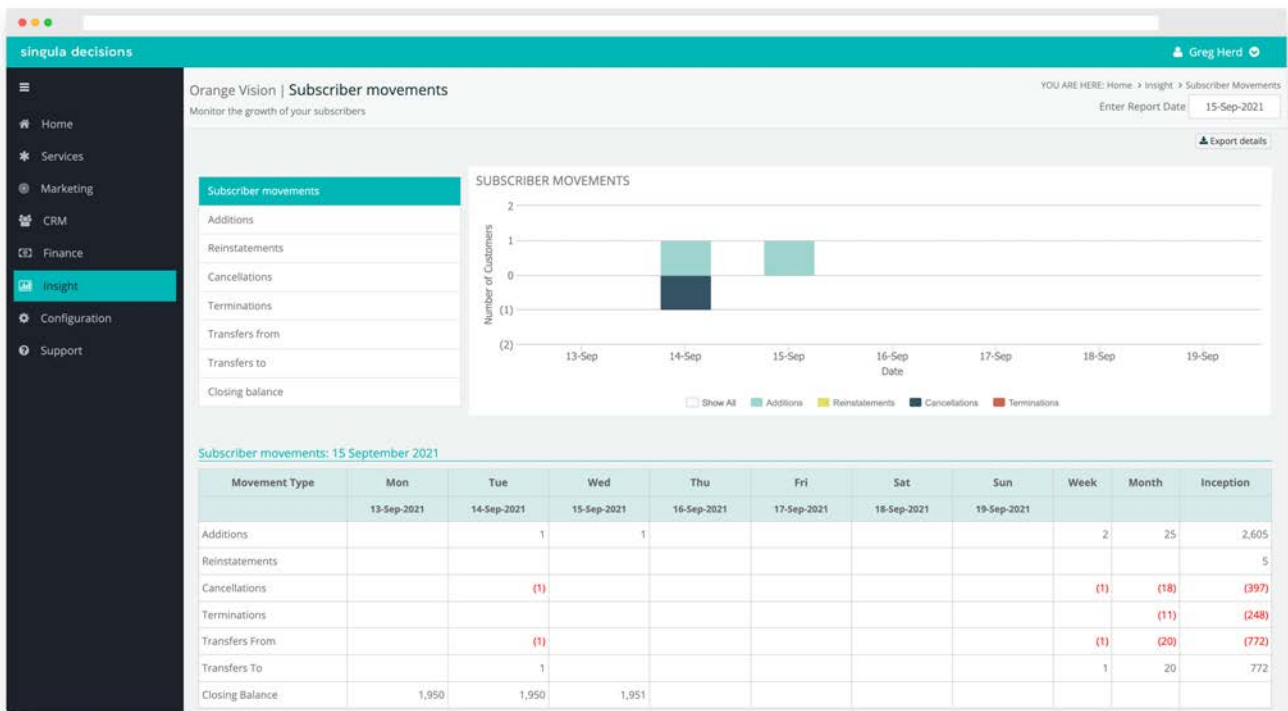 singula decisions
Greg Herd
Home
Services
Marketing
CRM
Finance
Insight
Configuration
Support
Orange Vision | Subscriber movements
Monitor the growth of your subscribers
YOU ARE HERE: Home > Insight > Subscriber Movements
Enter Report Date 15-Sep-2021
Export details
Subscriber movements
Additions
Reinstatements
Cancellations
Terminations
Transfers from
Transfers to
Closing balance
SUBSCRIBER MOVEMENTS
Number of Customers
2
1
0
(1)
(2)
13-Sep 14-Sep 15-Sep 16-Sep 17-Sep 18-Sep 19-Sep
Date
Show All Additions Reinstatements Cancellations Terminations
Subscriber movements: 15 September 2021
Movement Type Mon Tue Wed Thu Fri Sat Sun Week Month Inception
13-Sep-2021 14-Sep-2021 15-Sep-2021 16-Sep-2021 17-Sep-2021 18-Sep-2021 19-Sep-2021
Additions 1 1 2 25 2,605
Reinstatements 5
Cancellations (1) (1) (18) (397)
Terminations (11) (248)
Transfers From (1) (1) (20) (772)
Transfers To 1 1 20 772
Closing Balance 1,950 1,950 1,951